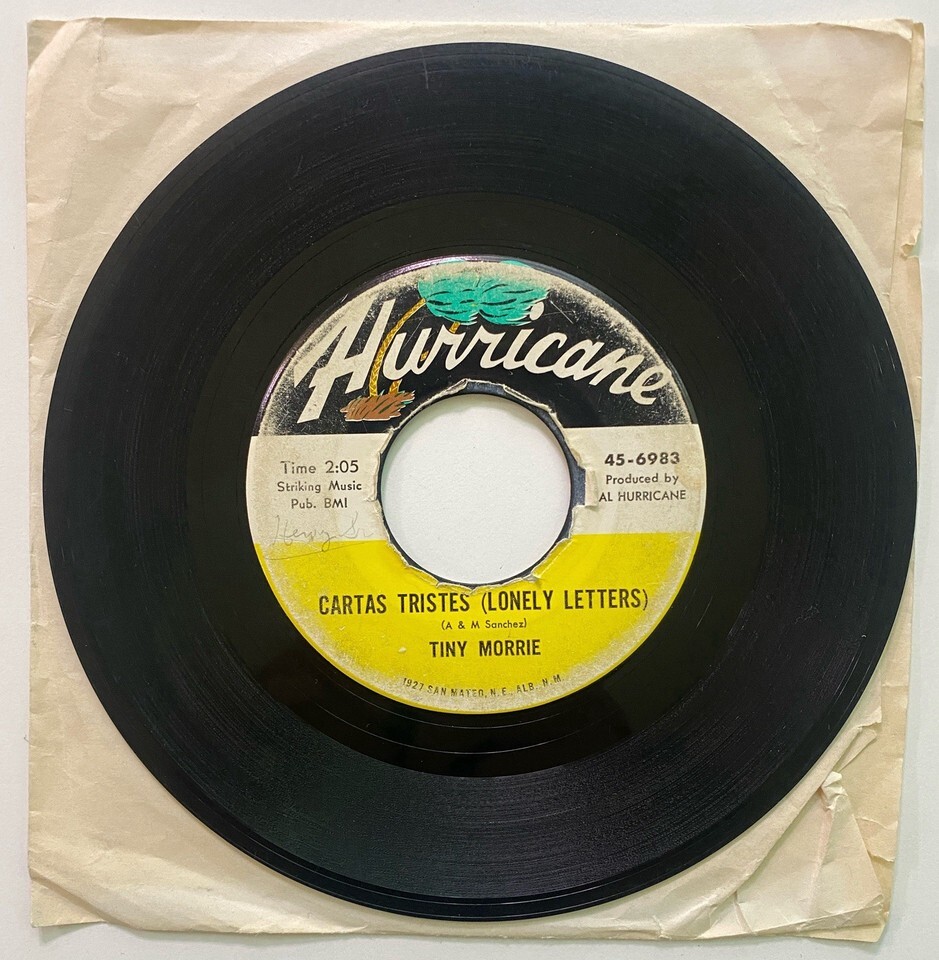 Hurricane
Time 2:05
Striking Music
Pub. BMI
Henry S.
45-6983
Produced by
AL HURRICANE
CARTAS TRISTES (LONELY LETTERS)
(A & M Sanchez)
TINY MORRIE
1927 SAN MATEO, N.E., ALB., N.M.